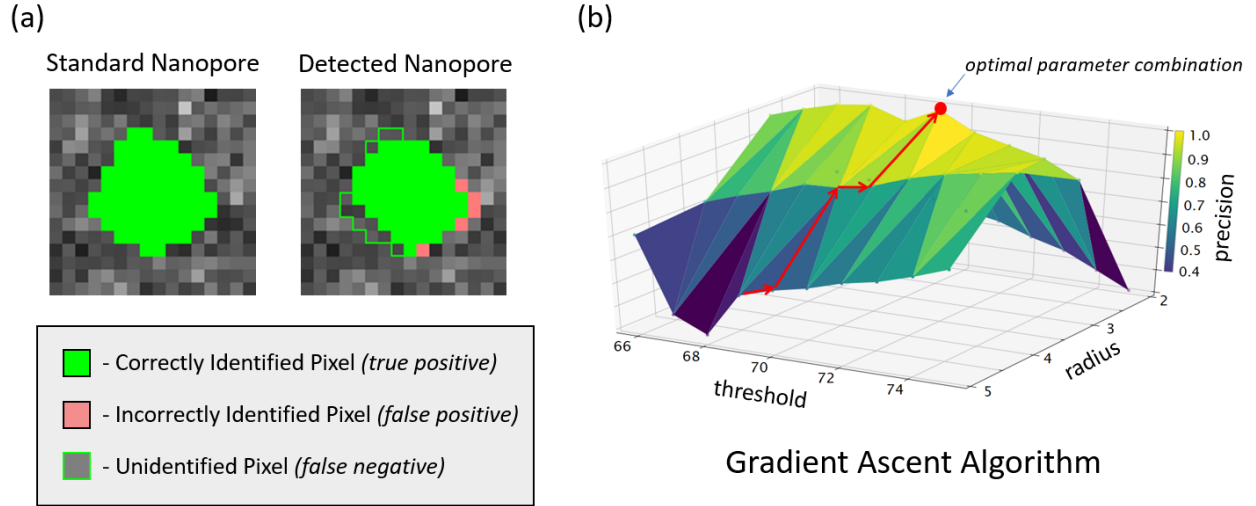 (a)
Standard Nanopore
Detected Nanopore
- Correctly Identified Pixel (true positive)
- Incorrectly Identified Pixel (false positive)
- Unidentified Pixel (false negative)
(b)
optimal parameter combination
1.0
0.9
0.8
0.7
0.6
0.5
0.4
precision
66
68
70
72
74
threshold
2
3
4
5
radius
Gradient Ascent Algorithm